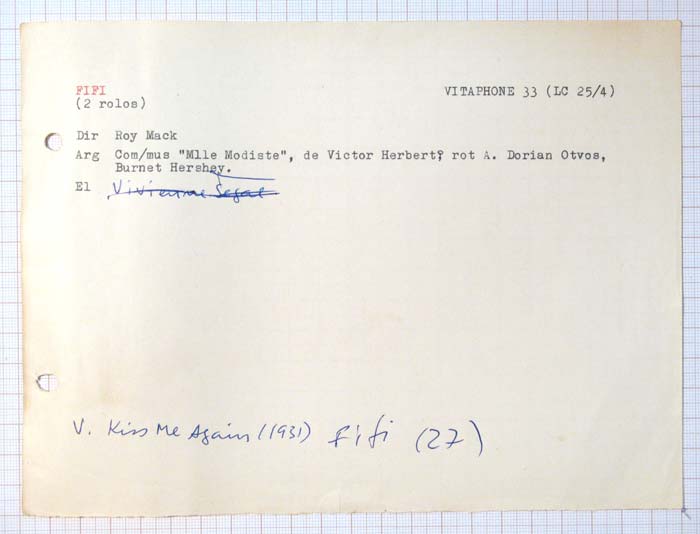 FIFI VITAPHONE 33 (LC 25/4)
(2 rolos)
Dir Roy Mack
Arg Com/mus "Mlle Modiste", de Victor Herbert; rot A. Dorian Otvos,
Burnet Hershey.
El Vivienne Segal
V. Kiss Me Again (1931) Fifi (27)